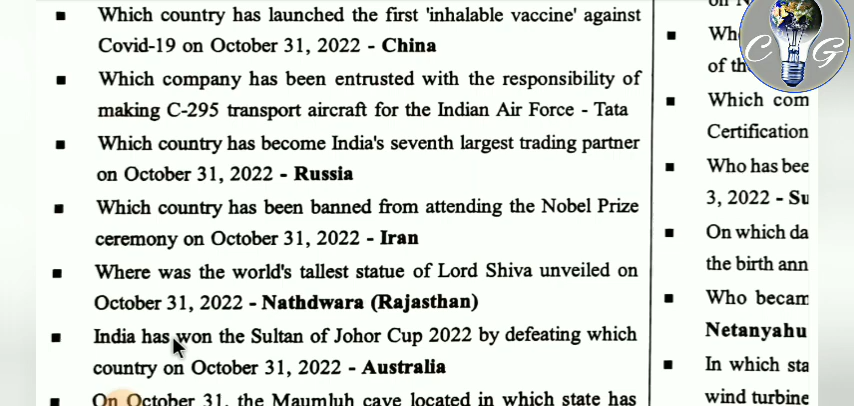 ▪ Which country has launched the first 'inhalable vaccine' against
Covid-19 on October 31, 2022 - China
▪ Which company has been entrusted with the responsibility of
making C-295 transport aircraft for the Indian Air Force - Tata
▪ Which country has become India's seventh largest trading partner
on October 31, 2022 - Russia
▪ Which country has been banned from attending the Nobel Prize
ceremony on October 31, 2022 - Iran
▪ Where was the world's tallest statue of Lord Shiva unveiled on
October 31, 2022 - Nathdwara (Rajasthan)
▪ India has won the Sultan of Johor Cup 2022 by defeating which
country on October 31, 2022 - Australia
▪ On October 31, the Maumluh cave located in which state has
▪ Wh
of th
▪ Which com
Certification
▪ Who has bee
3, 2022 - Su
▪ On which da
the birth ann
▪ Who becam
Netanyahu
▪ In which sta
wind turbine
C G